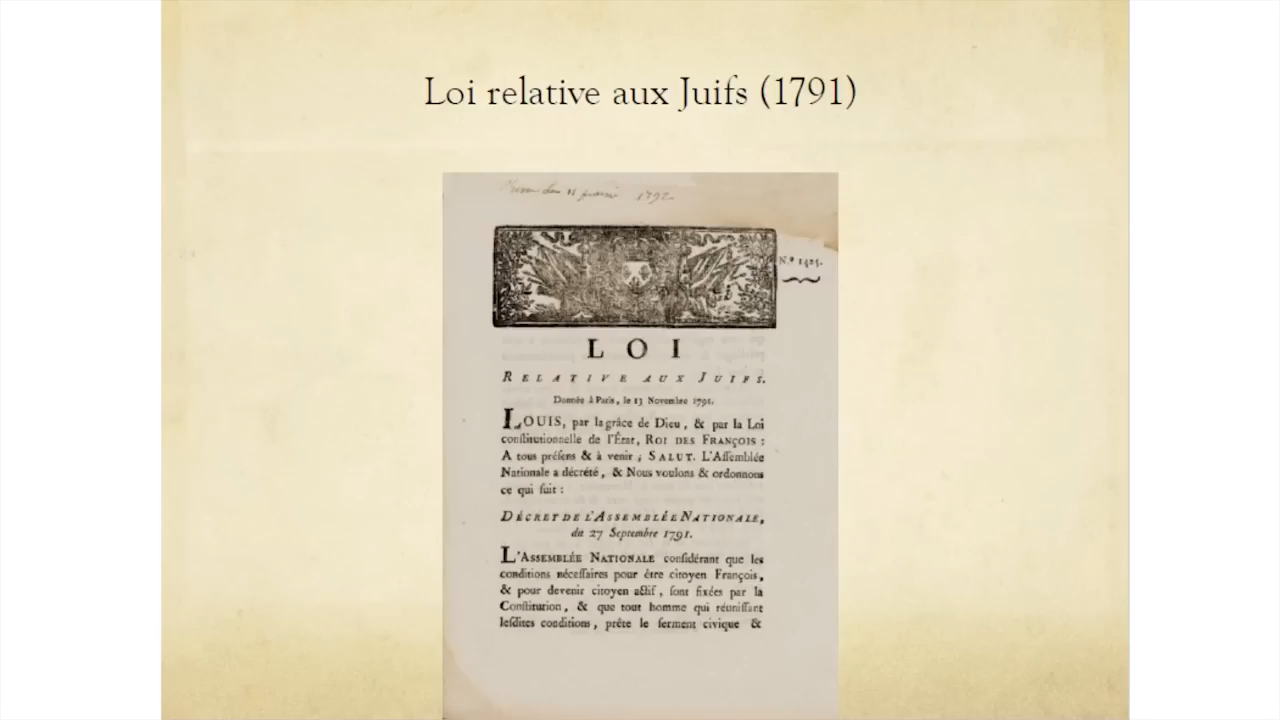 Loi relative aux Juifs (1791)
1792
N.º 1425.
LOI
RELATIVE AUX JUIFS.
Donnée à Paris, le 13 Novembre 1791.
LOUIS, par la grâce de Dieu, & par la Loi
conſtitutionnelle de l'État, ROI DES FRANÇOIS :
A tous préſens & à venir ; SALUT. L'Aſſemblée
Nationale a décrété, & Nous voulons & ordonnons
ce qui ſuit :
DÉCRET DE L'ASSEMBLÉE NATIONALE,
du 27 Septembre 1791.
L'ASSEMBLÉE NATIONALE conſidérant que les
conditions néceſſaires pour être citoyen François,
& pour devenir citoyen actif, ſont fixées par la
Conſtitution, & que tout homme qui réuniſſant
leſdites conditions, prête le ſerment civique &